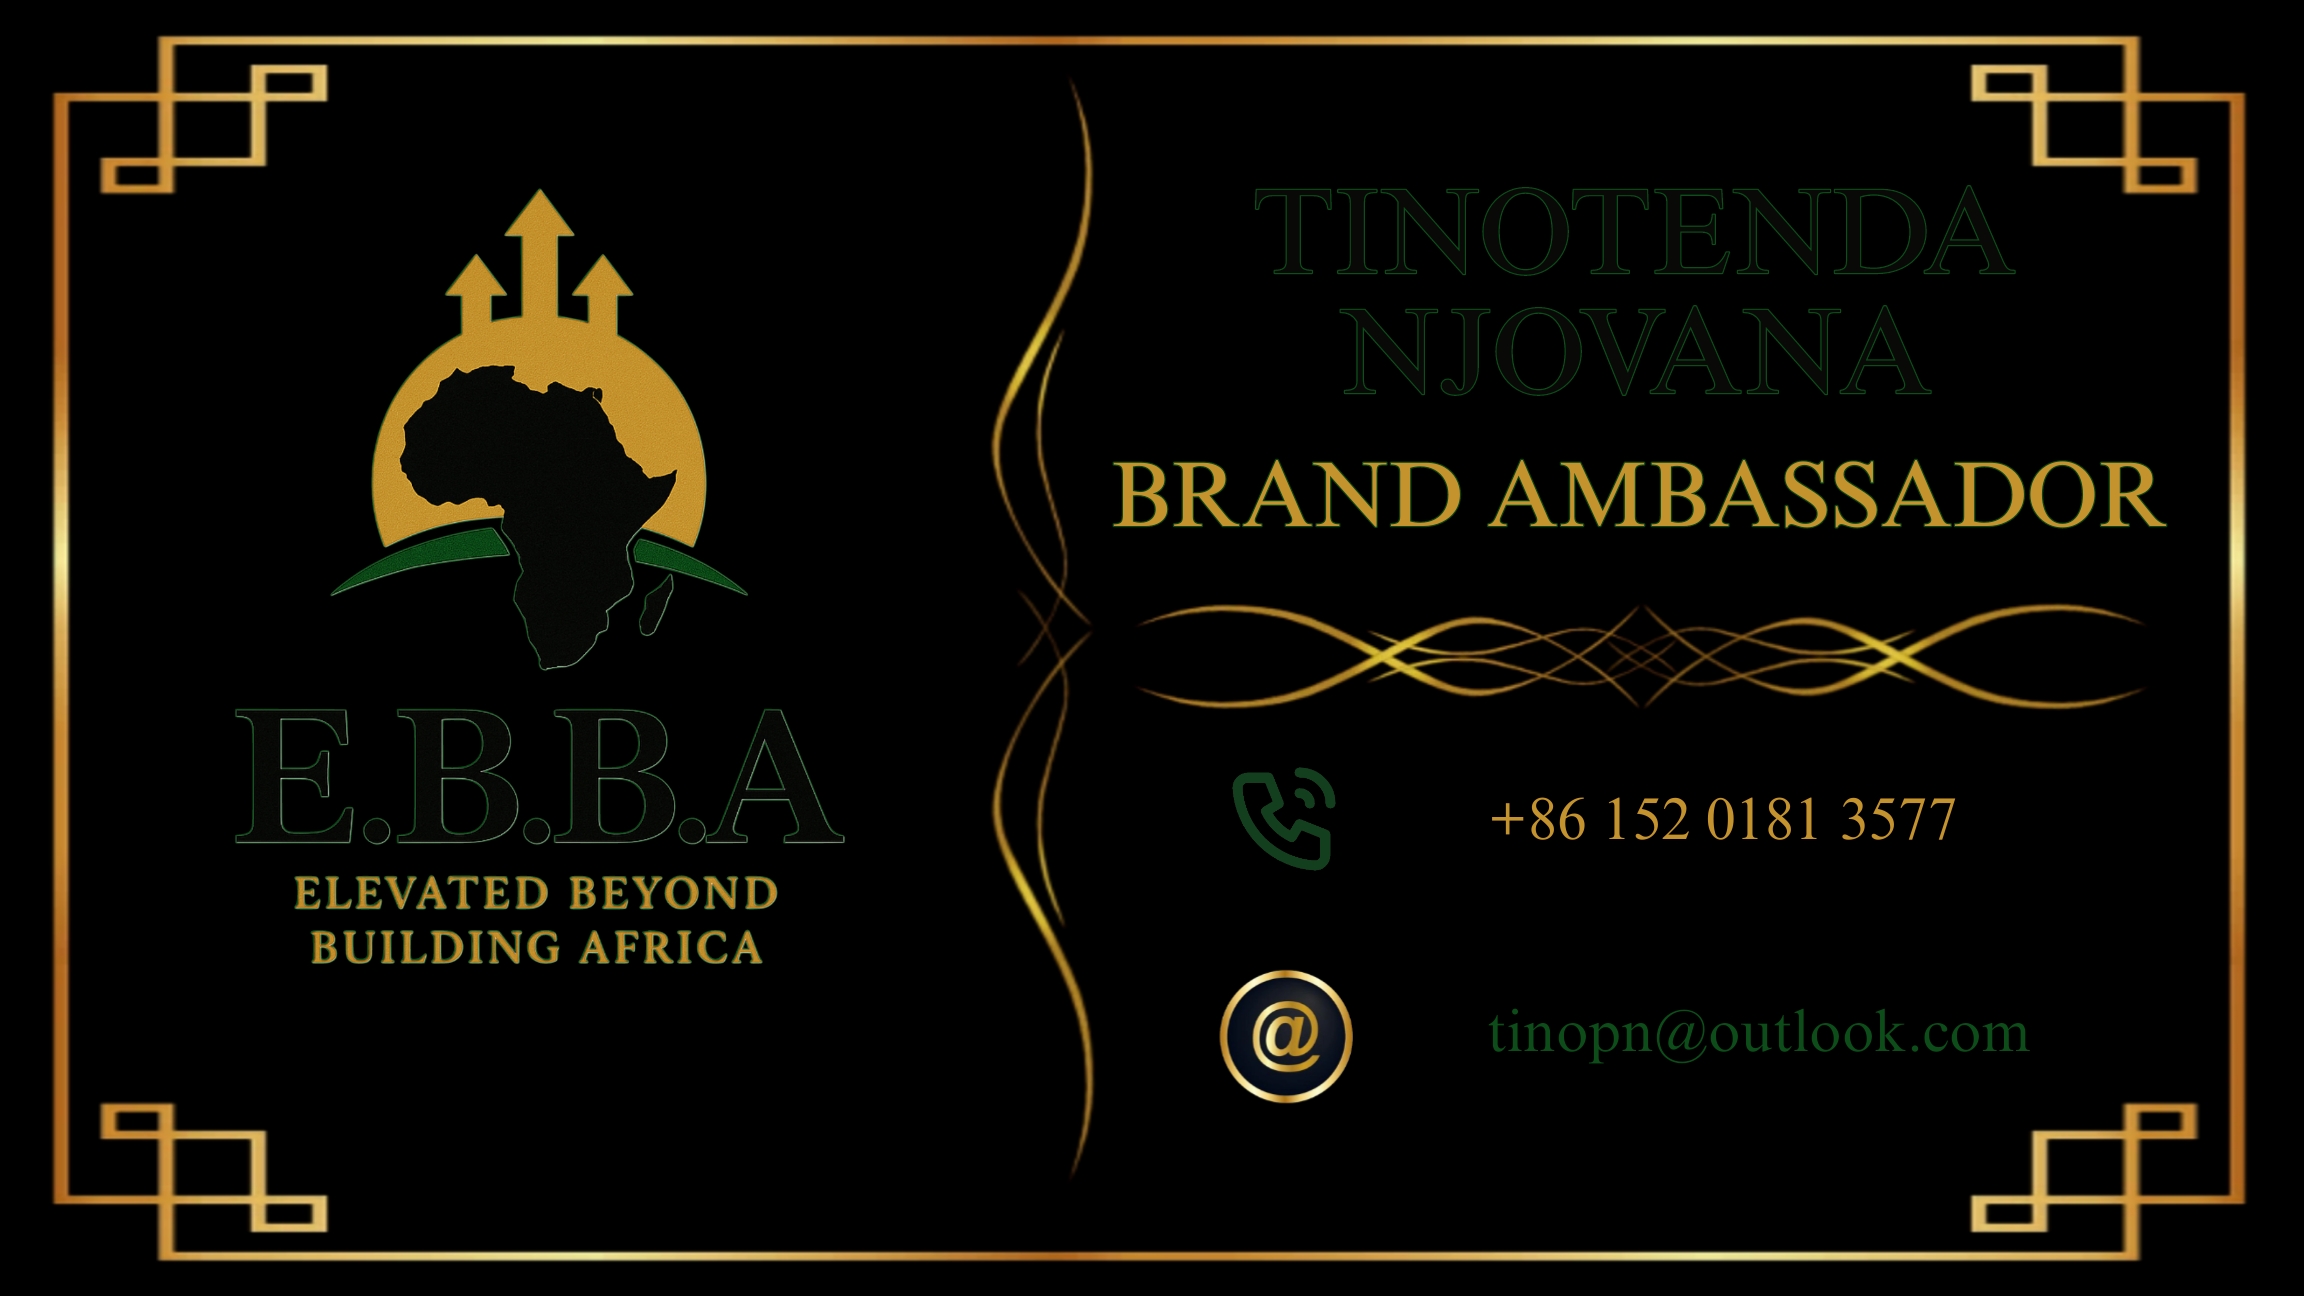 E.B.B.A
ELEVATED BEYOND
BUILDING AFRICA
TINOTENDA
NJOVANA
BRAND AMBASSADOR
+86 152 0181 3577
@
tinopn@outlook.com